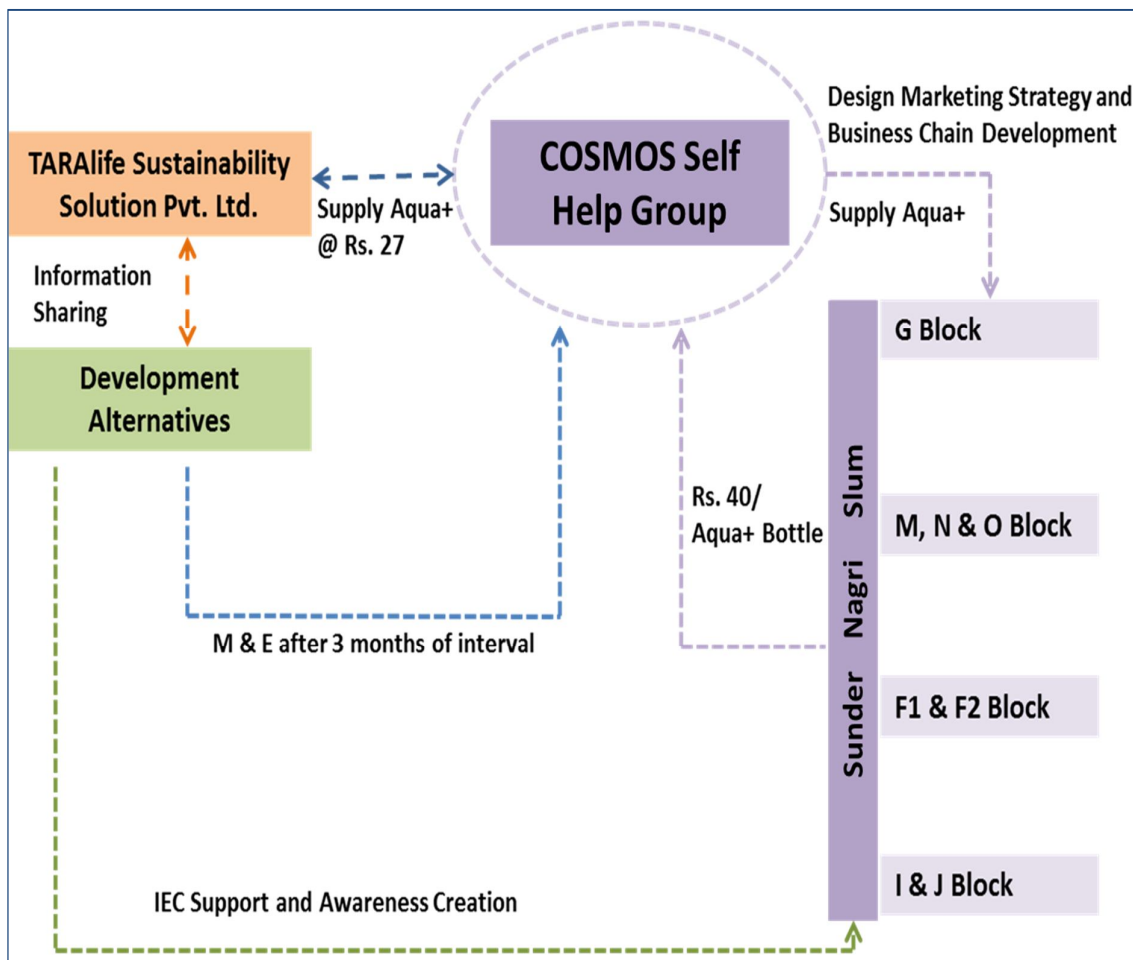 Design Marketing Strategy and
Business Chain Development
COSMOS Self
Help Group
TARAlife Sustainability
Solution Pvt. Ltd.
Supply Aqua+
@ Rs. 27
Supply Aqua+
Information
Sharing
Development
Alternatives
G Block
Rs. 40/
Aqua+ Bottle
Sunder Nagri Slum
M, N & O Block
M & E after 3 months of interval
F1 & F2 Block
I & J Block
IEC Support and Awareness Creation